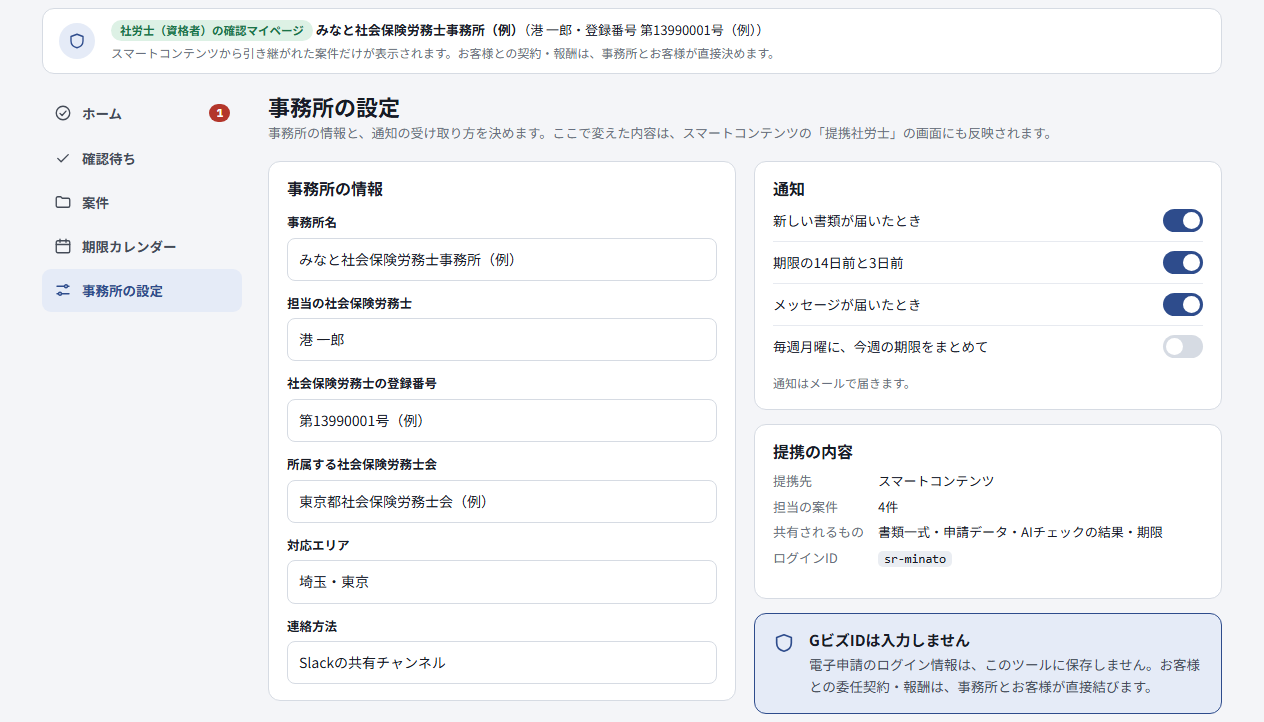 社労士（資格者）の確認マイページ みなと社会保険労務士事務所（例）（港 一郎・登録番号 第13990001号（例））
スマートコンテンツから引き継がれた案件だけが表示されます。お客様との契約・報酬は、事務所とお客様が直接決めます。
ホーム 1
確認待ち
案件
期限カレンダー
事務所の設定
事務所の設定
事務所の情報と、通知の受け取り方を決めます。ここで変えた内容は、スマートコンテンツの「提携社労士」の画面にも反映されます。
事務所の情報
事務所名
みなと社会保険労務士事務所（例）
担当の社会保険労務士
港 一郎
社会保険労務士の登録番号
第13990001号（例）
所属する社会保険労務士会
東京都社会保険労務士会（例）
対応エリア
埼玉・東京
連絡方法
Slackの共有チャンネル
通知
新しい書類が届いたとき
期限の14日前と3日前
メッセージが届いたとき
毎週月曜に、今週の期限をまとめて
通知はメールで届きます。
提携の内容
提携先 スマートコンテンツ
担当の案件 4件
共有されるもの 書類一式・申請データ・AIチェックの結果・期限
ログインID sr-minato
GビズIDは入力しません
電子申請のログイン情報は、このツールに保存しません。お客様
との委任契約・報酬は、事務所とお客様が直接結びます。